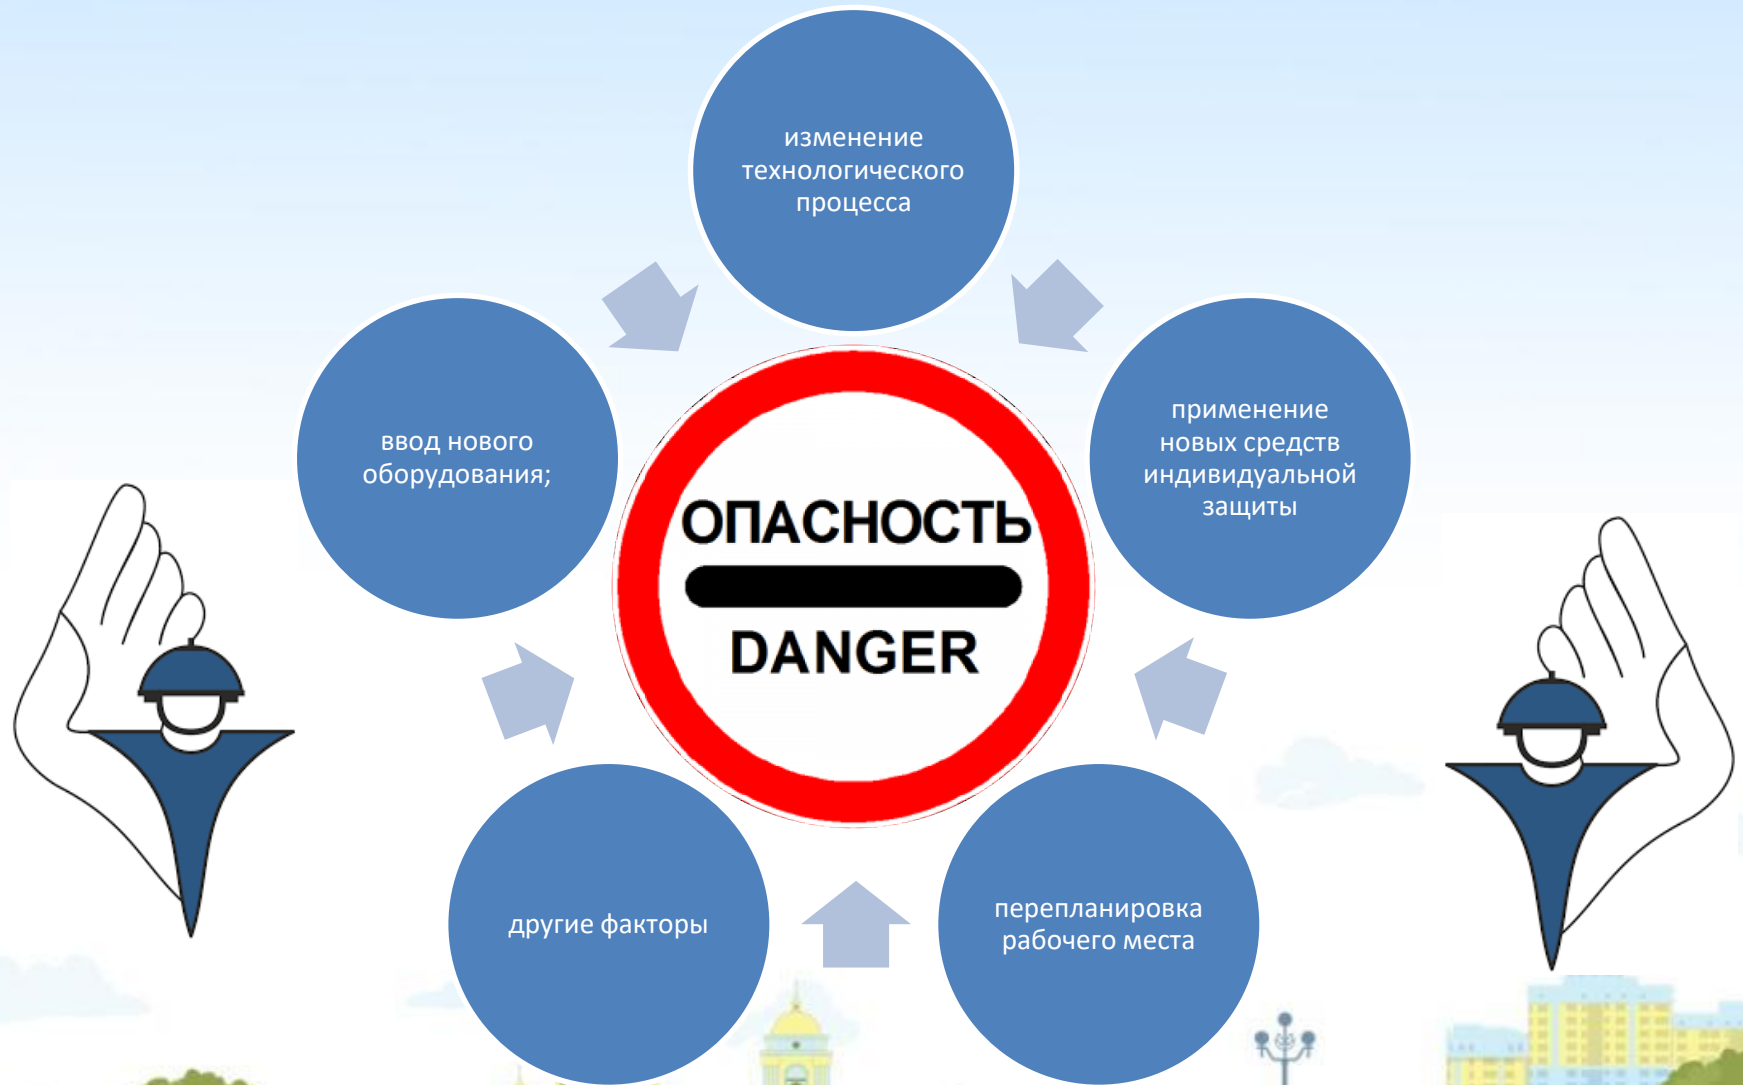 изменение
технологического
процесса
ввод нового
оборудования;
применение
новых средств
индивидуальной
защиты
ОПАСНОСТЬ
DANGER
другие факторы
перепланировка
рабочего места